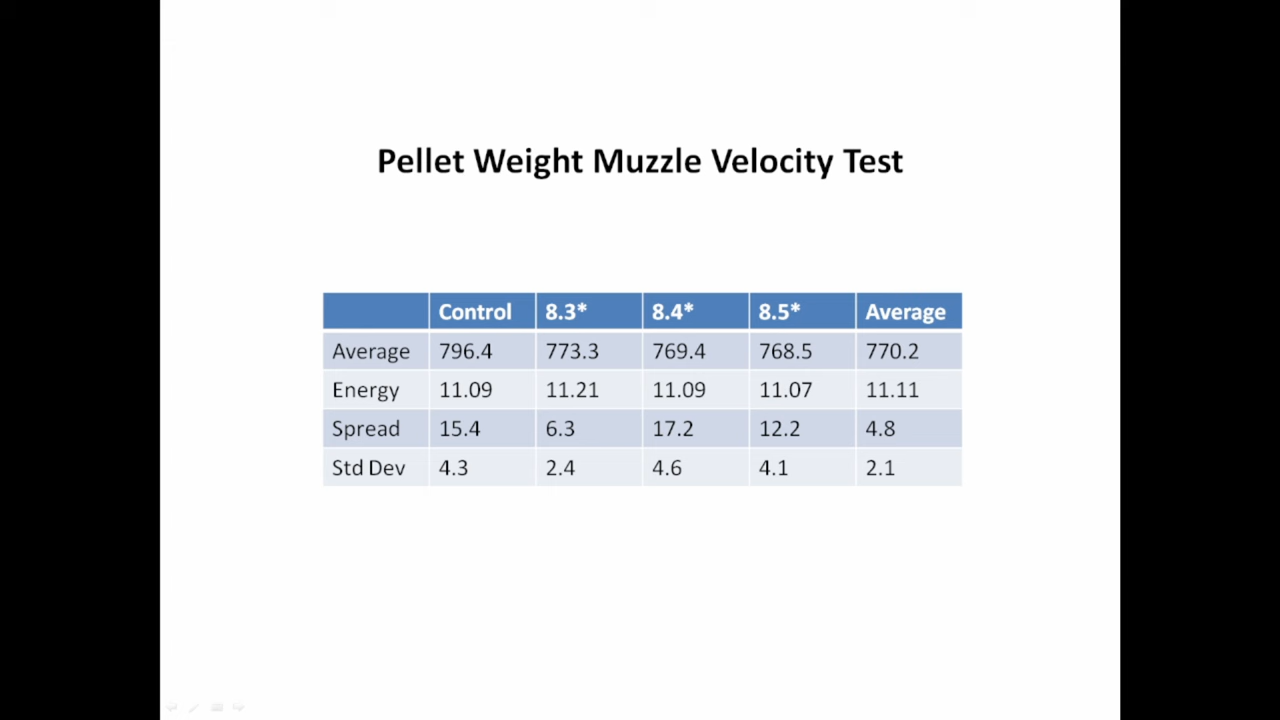 Pellet Weight Muzzle Velocity Test
Control 8.3* 8.4* 8.5* Average
Average 796.4 773.3 769.4 768.5 770.2
Energy 11.09 11.21 11.09 11.07 11.11
Spread 15.4 6.3 17.2 12.2 4.8
Std Dev 4.3 2.4 4.6 4.1 2.1